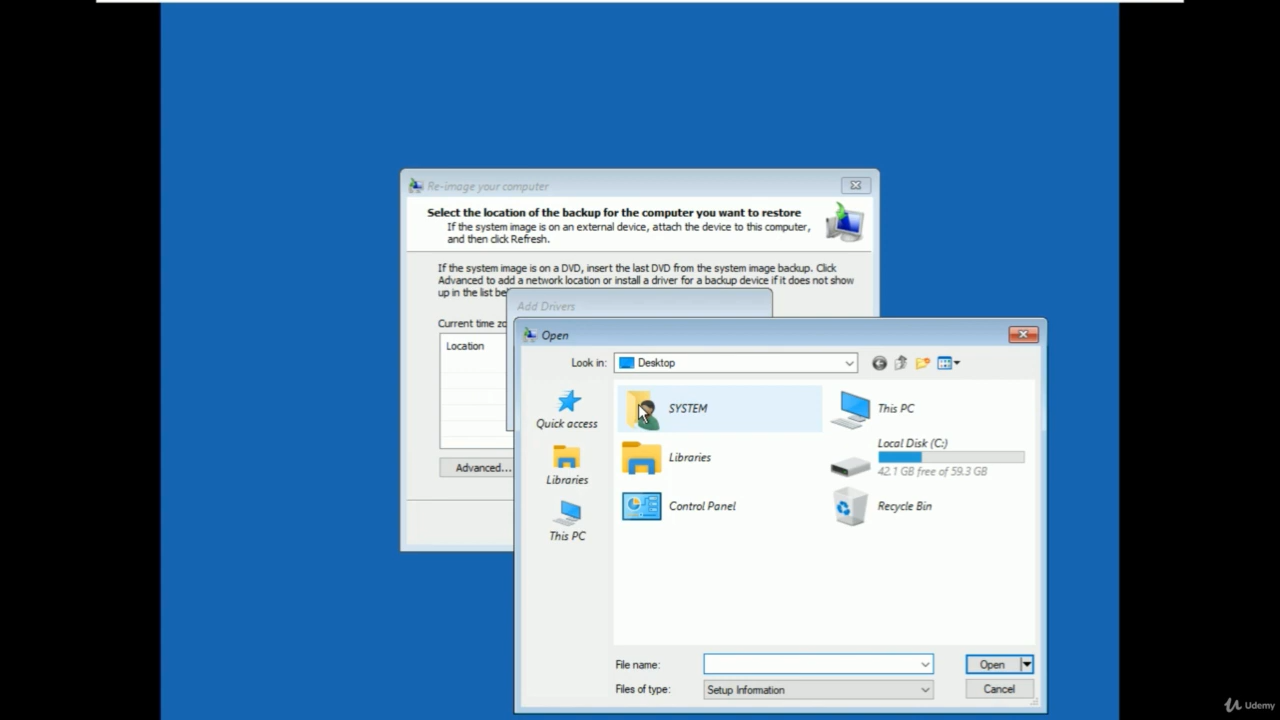 Re-image your computer
Select the location of the backup for the computer you want to restore
If the system image is on an external device, attach the device to this computer,
and then click Refresh.
If the system image is on a DVD, insert the last DVD from the system image backup. Click
Advanced to add a network location or install a driver for a backup device if it does not show
up in the list be
Add Drivers
Current time zo
Location
Advanced...
Open
Look in:
Desktop
Quick access
Libraries
This PC
SYSTEM
This PC
Local Disk (C:)
42.1 GB free of 59.3 GB
Libraries
Control Panel
Recycle Bin
File name:
Open
Files of type:
Setup Information
Cancel
Udemy